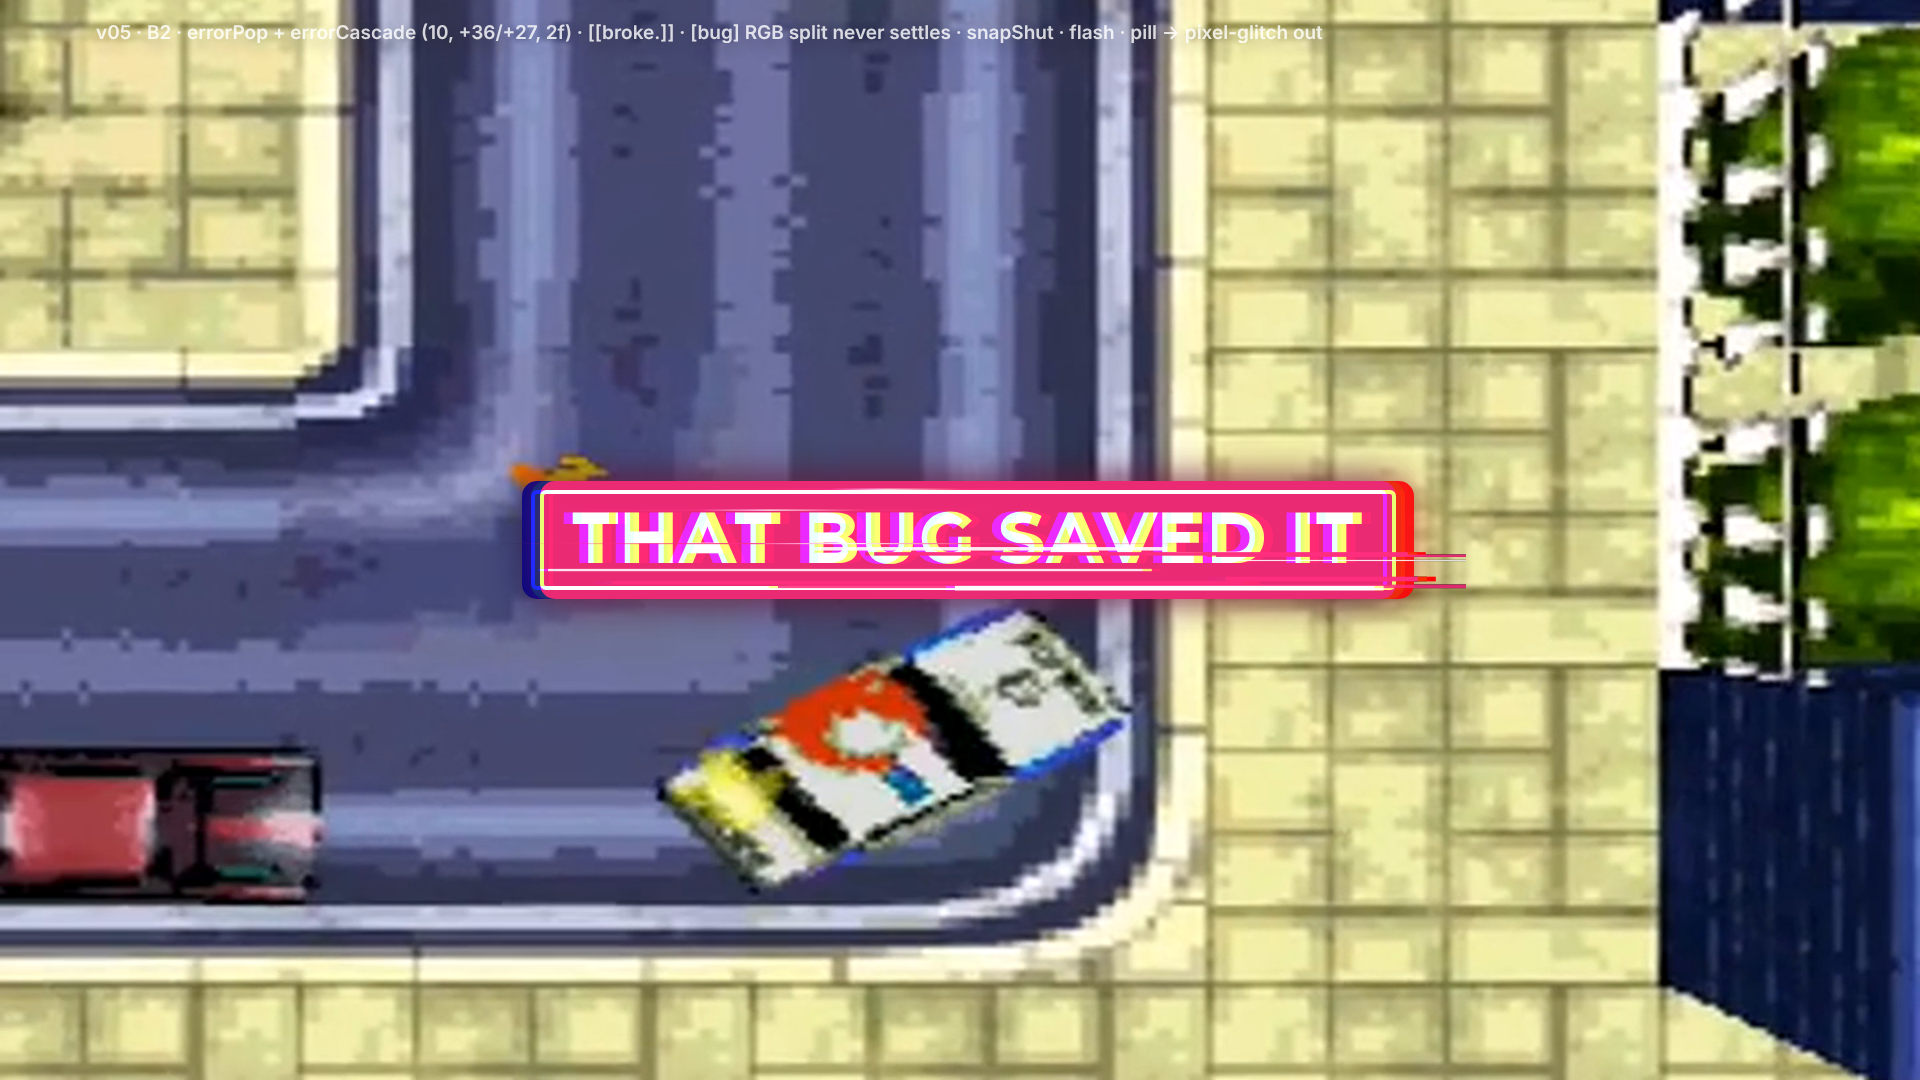 v05 · B2 · errorPop + errorCascade (10, +36/+27, 2f) · [[broke.]] · [bug] RGB split never settles · snapShut · flash · pill → pixel-glitch out
THAT BUG SAVED IT